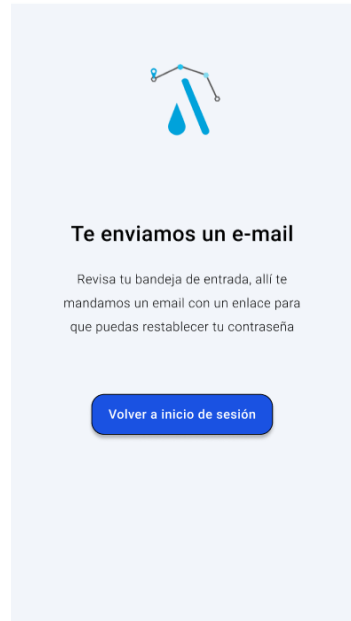 Te enviamos un e-mail
Revisa tu bandeja de entrada, allí te
mandamos un email con un enlace para
que puedas restablecer tu contraseña
Volver a inicio de sesión